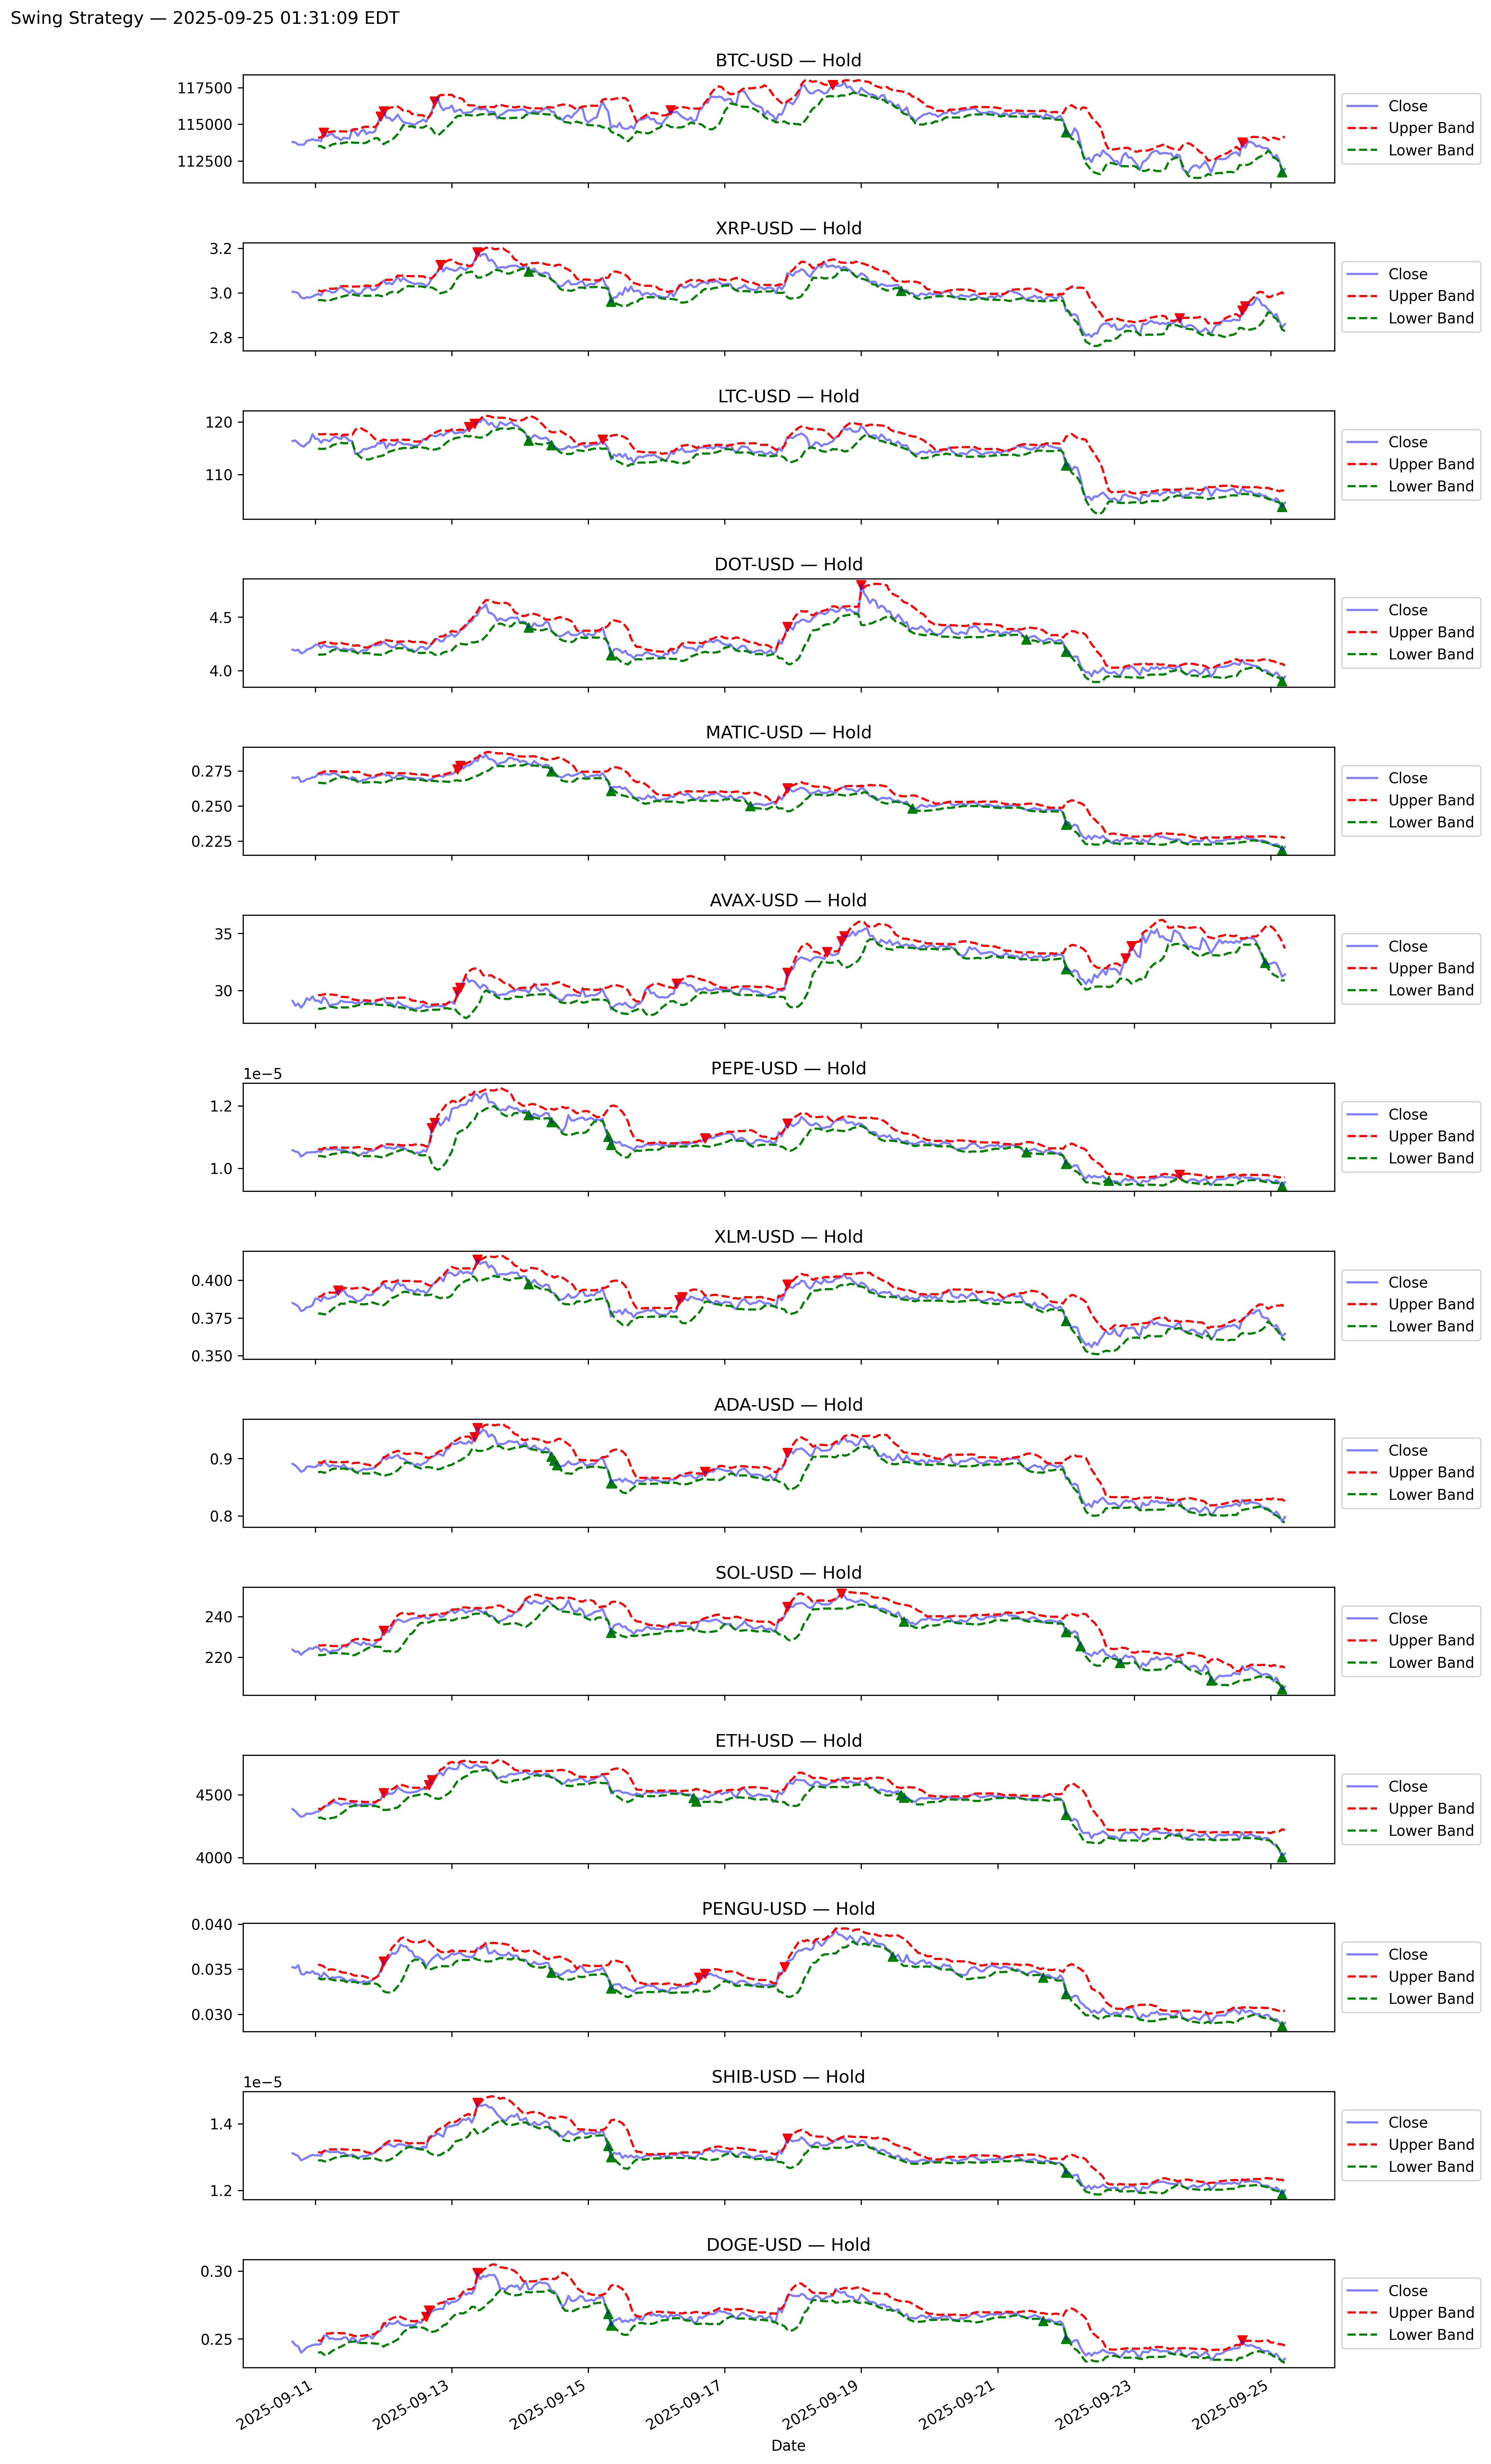 Swing Strategy — 2025-09-25 01:31:09 EDT
BTC-USD — Hold
117500
115000
112500
Close
Upper Band
Lower Band
XRP-USD — Hold
3.2
3.0
2.8
Close
Upper Band
Lower Band
LTC-USD — Hold
120
110
Close
Upper Band
Lower Band
DOT-USD — Hold
4.5
4.0
Close
Upper Band
Lower Band
MATIC-USD — Hold
0.275
0.250
0.225
Close
Upper Band
Lower Band
AVAX-USD — Hold
35
30
Close
Upper Band
Lower Band
PEPE-USD — Hold
1e−5
1.2
1.0
Close
Upper Band
Lower Band
XLM-USD — Hold
0.400
0.375
0.350
Close
Upper Band
Lower Band
ADA-USD — Hold
0.9
0.8
Close
Upper Band
Lower Band
SOL-USD — Hold
240
220
Close
Upper Band
Lower Band
ETH-USD — Hold
4500
4000
Close
Upper Band
Lower Band
PENGU-USD — Hold
0.040
0.035
0.030
Close
Upper Band
Lower Band
SHIB-USD — Hold
1e−5
1.4
1.2
Close
Upper Band
Lower Band
DOGE-USD — Hold
0.30
0.25
Close
Upper Band
Lower Band
2025-09-11
2025-09-13
2025-09-15
2025-09-17
2025-09-19
2025-09-21
2025-09-23
2025-09-25
Date